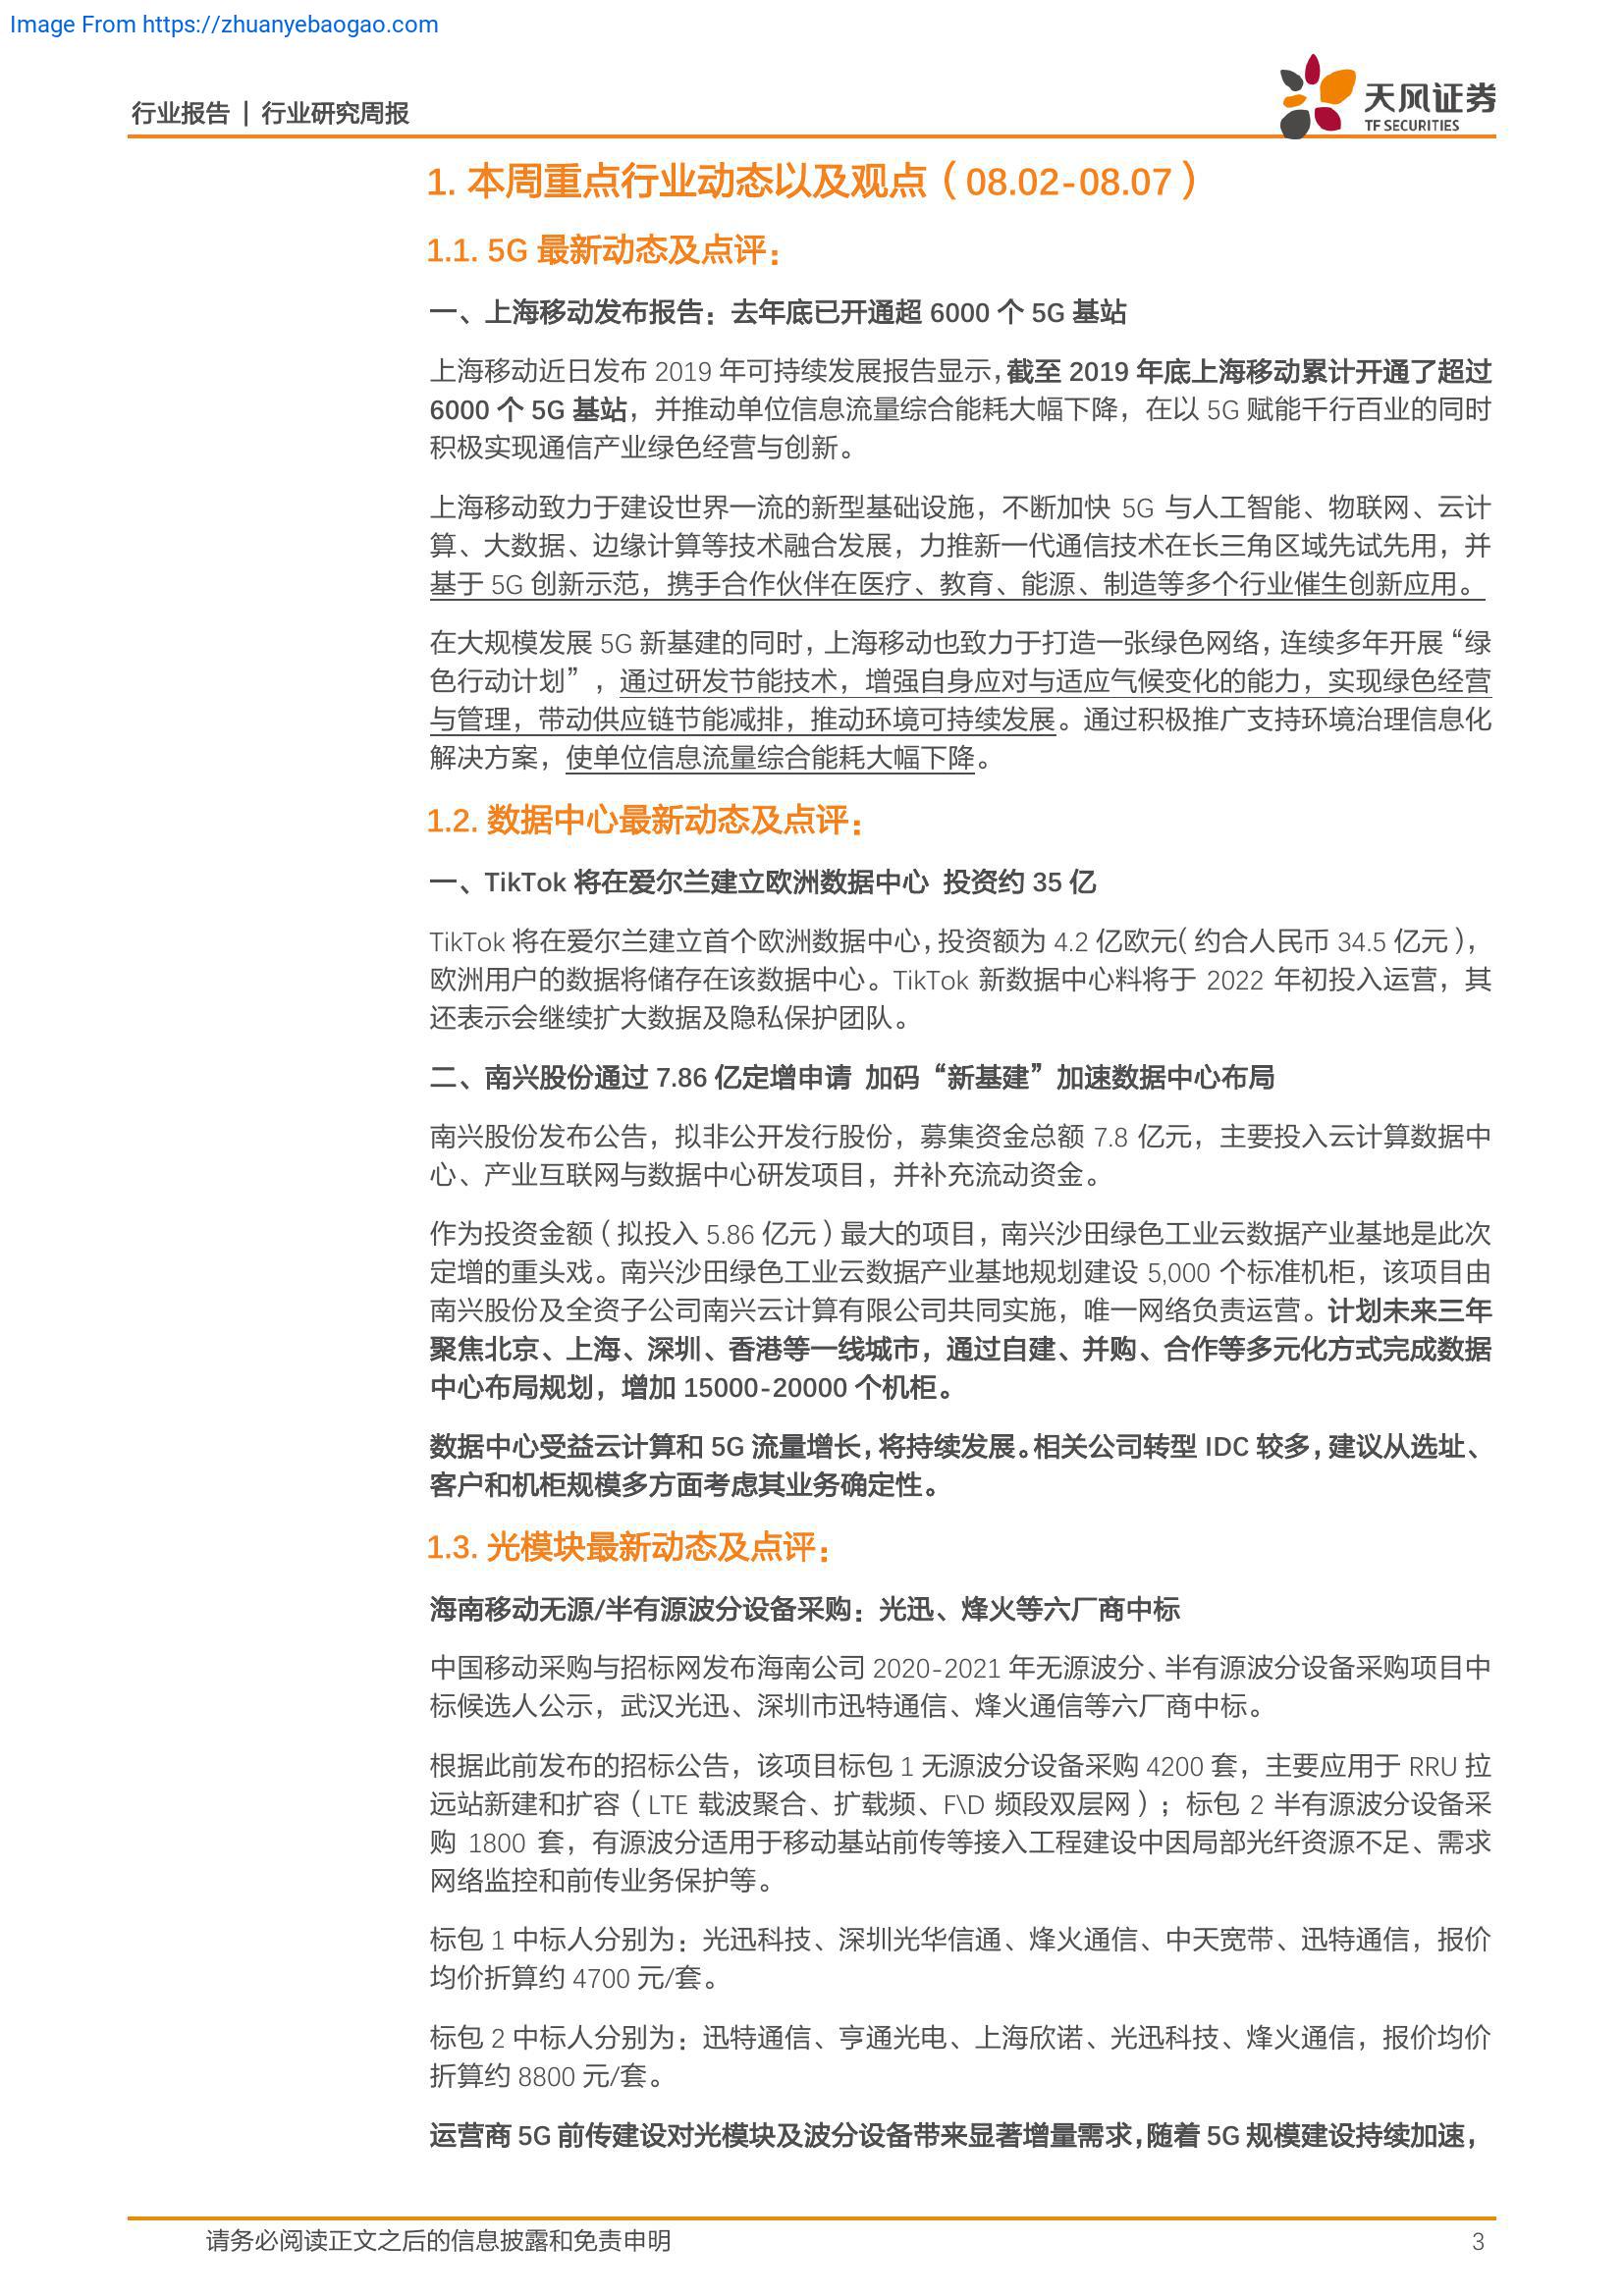 Image From https://zhuanyebaogao.com
行业报告 | 行业研究周报
天风证券
TF SECURITIES
1. 本周重点行业动态以及观点（08.02-08.07）
1.1. 5G 最新动态及点评：
一、上海移动发布报告：去年底已开通超 6000 个 5G 基站
上海移动近日发布 2019 年可持续发展报告显示，截至 2019 年底上海移动累计开通了超过
6000 个 5G 基站，并推动单位信息流量综合能耗大幅下降，在以 5G 赋能千行百业的同时
积极实现通信产业绿色经营与创新。
上海移动致力于建设世界一流的新型基础设施，不断加快 5G 与人工智能、物联网、云计
算、大数据、边缘计算等技术融合发展，力推新一代通信技术在长三角区域先试先用，并
基于 5G 创新示范，携手合作伙伴在医疗、教育、能源、制造等多个行业催生创新应用。
在大规模发展 5G 新基建的同时，上海移动也致力于打造一张绿色网络，连续多年开展“绿
色行动计划”，通过研发节能技术，增强自身应对与适应气候变化的能力，实现绿色经营
与管理，带动供应链节能减排，推动环境可持续发展。通过积极推广支持环境治理信息化
解决方案，使单位信息流量综合能耗大幅下降。
1.2. 数据中心最新动态及点评：
一、TikTok 将在爱尔兰建立欧洲数据中心 投资约 35 亿
TikTok 将在爱尔兰建立首个欧洲数据中心，投资额为 4.2 亿欧元（约合人民币 34.5 亿元），
欧洲用户的数据将储存在该数据中心。TikTok 新数据中心料将于 2022 年初投入运营，其
还表示会继续扩大数据及隐私保护团队。
二、南兴股份通过 7.86 亿定增申请 加码“新基建”加速数据中心布局
南兴股份发布公告，拟非公开发行股份，募集资金总额 7.8 亿元，主要投入云计算数据中
心、产业互联网与数据中心研发项目，并补充流动资金。
作为投资金额（拟投入 5.86 亿元）最大的项目，南兴沙田绿色工业云数据产业基地是此次
定增的重头戏。南兴沙田绿色工业云数据产业基地规划建设 5,000 个标准机柜，该项目由
南兴股份及全资子公司南兴云计算有限公司共同实施，唯一网络负责运营。计划未来三年
聚焦北京、上海、深圳、香港等一线城市，通过自建、并购、合作等多元化方式完成数据
中心布局规划，增加 15000-20000 个机柜。
数据中心受益云计算和 5G 流量增长，将持续发展。相关公司转型 IDC 较多，建议从选址、
客户和机柜规模多方面考虑其业务确定性。
1.3. 光模块最新动态及点评：
海南移动无源/半有源波分设备采购：光迅、烽火等六厂商中标
中国移动采购与招标网发布海南公司 2020-2021 年无源波分、半有源波分设备采购项目中
标候选人公示，武汉光迅、深圳市迅特通信、烽火通信等六厂商中标。
根据此前发布的招标公告，该项目标包 1 无源波分设备采购 4200 套，主要应用于 RRU 拉
远站新建和扩容（LTE 载波聚合、扩载频、F\D 频段双层网）；标包 2 半有源波分设备采
购 1800 套，有源波分适用于移动基站前传等接入工程建设中因局部光纤资源不足、需求
网络监控和前传业务保护等。
标包 1 中标人分别为：光迅科技、深圳光华信通、烽火通信、中天宽带、迅特通信，报价
均价折算约 4700 元/套。
标包 2 中标人分别为：迅特通信、亨通光电、上海欣诺、光迅科技、烽火通信，报价均价
折算约 8800 元/套。
运营商 5G 前传建设对光模块及波分设备带来显著增量需求，随着 5G 规模建设持续加速，
请务必阅读正文之后的信息披露和免责申明
3